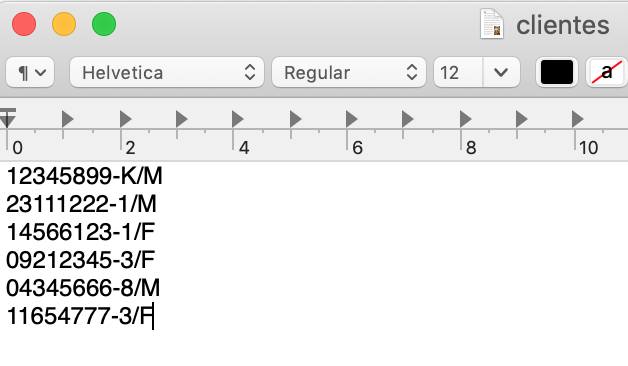 clientes
¶ Helvetica Regular 12 a
0 2 4 6 8 10
12345899-K/M
23111222-1/M
14566123-1/F
09212345-3/F
04345666-8/M
11654777-3/F